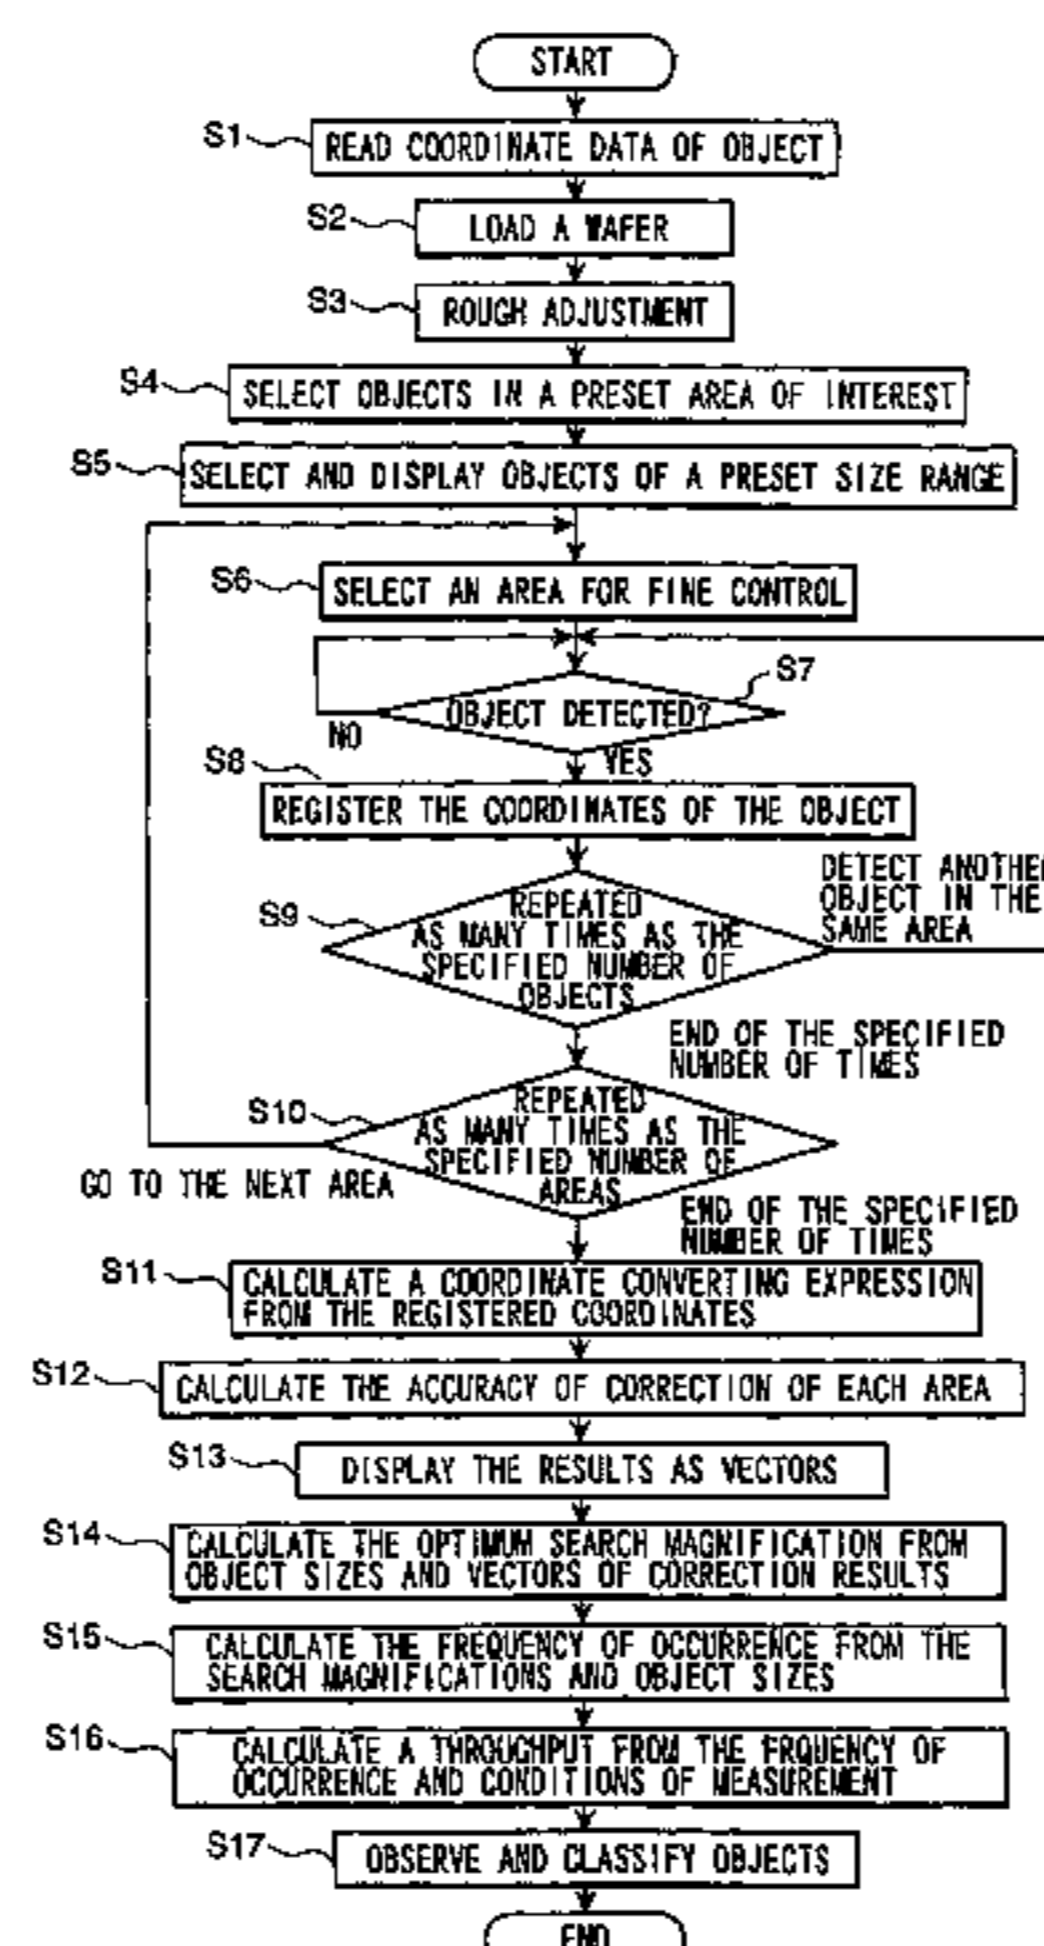 START
S1
READ COORDINATE DATA OF OBJECT
S2
LOAD A WAFER
S3
ROUGH ADJUSTMENT
S4
SELECT OBJECTS IN A PRESET AREA OF INTEREST
S5
SELECT AND DISPLAY OBJECTS OF A PRESET SIZE RANGE
S6
SELECT AN AREA FOR FINE CONTROL
S7
OBJECT DETECTED?
NO
YES
S8
REGISTER THE COORDINATES OF THE OBJECT
DETECT ANOTHE
OBJECT IN THE
SAME AREA
S9
REPEATED
AS MANY TIMES AS THE
SPECIFIED NUMBER OF
OBJECTS
END OF THE SPECIFIED
NUMBER OF TIMES
S10
REPEATED
AS MANY TIMES AS THE
SPECIFIED NUMBER OF
AREAS
GO TO THE NEXT AREA
END OF THE SPECIFIED
NUMBER OF TIMES
S11
CALCULATE A COORDINATE CONVERTING EXPRESSION
FROM THE REGISTERED COORDINATES
S12
CALCULATE THE ACCURACY OF CORRECTION OF EACH AREA
S13
DISPLAY THE RESULTS AS VECTORS
S14
CALCULATE THE OPTIMUM SEARCH MAGNIFICATION FROM
OBJECT SIZES AND VECTORS OF CORRECTION RESULTS
S15
CALCULATE THE FREQUENCY OF OCCURRENCE FROM THE
SEARCH MAGNIFICATIONS AND OBJECT SIZES
S16
CALCULATE A THROUGHPUT FROM THE FRQUENCY OF
OCCURRENCE AND CONDITIONS OF MEASUREMENT
S17
OBSERVE AND CLASSIFY OBJECTS
END